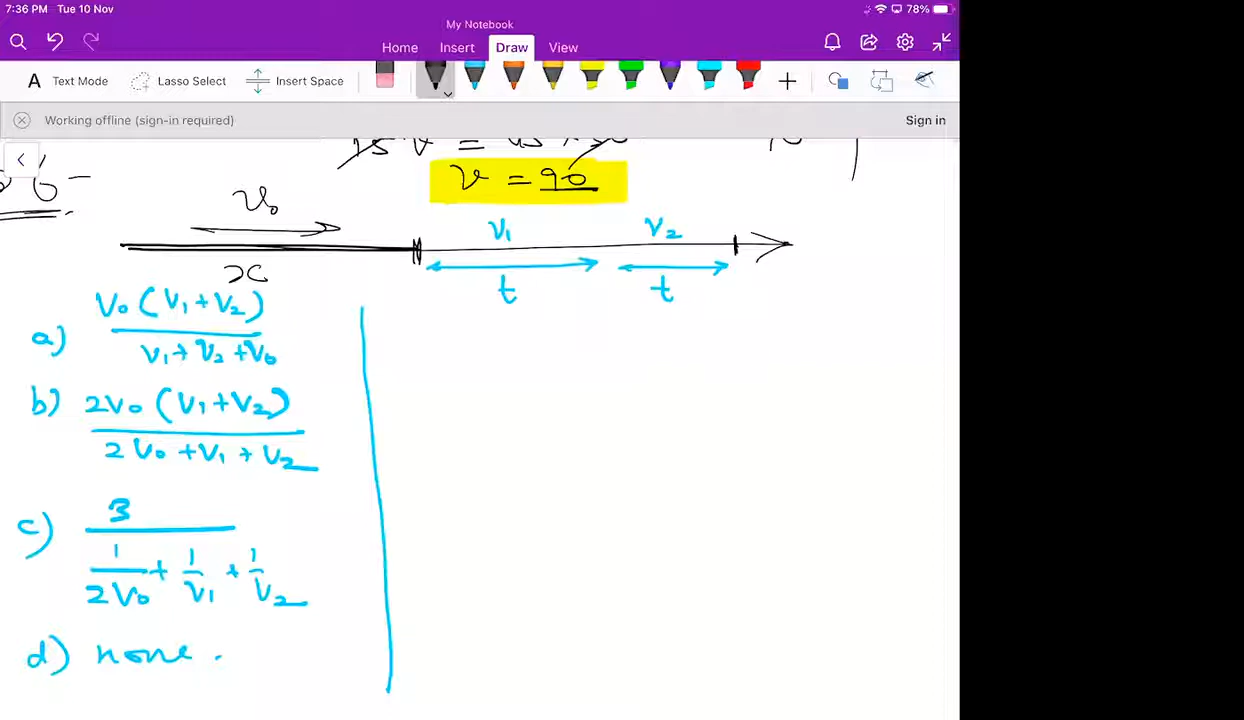 7:36 PM Tue 10 Nov
78%
My Notebook
Home Insert Draw View
Text Mode Lasso Select Insert Space
Working offline (sign-in required) Sign in
v = 90
6-
V₀
x
v₁ v₂
t t
a) V₀ (V₁ + V₂) / V₁ + V₂ + V₀
b) 2V₀ (V₁ + V₂) / 2V₀ + V₁ + V₂
c) 3 / 1/2V₀ + 1/V₁ + 1/V₂
d) none.